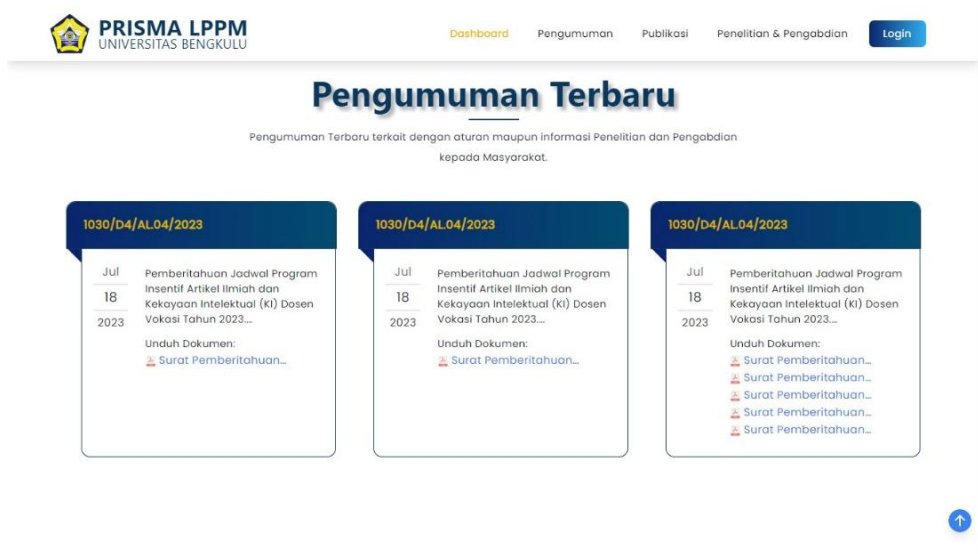 PRISMA LPPM
UNIVERSITAS BENGKULU
Dashboard
Pengumuman
Publikasi
Penelitian & Pengabdian
Login
Pengumuman Terbaru
Pengumuman Terbaru terkait dengan aturan maupun informasi Penelitian dan Pengabdian
kepada Masyarakat.
1030/D4/AL.04/2023
Jul
18
2023
Pemberitahuan Jadwal Program
Insentif Artikel Ilmiah dan
Kekayaan Intelektual (KI) Dosen
Vokasi Tahun 2023....
Unduh Dokumen:
Surat Pemberitahuan...
1030/D4/AL.04/2023
Jul
18
2023
Pemberitahuan Jadwal Program
Insentif Artikel Ilmiah dan
Kekayaan Intelektual (KI) Dosen
Vokasi Tahun 2023....
Unduh Dokumen:
Surat Pemberitahuan...
1030/D4/AL.04/2023
Jul
18
2023
Pemberitahuan Jadwal Program
Insentif Artikel Ilmiah dan
Kekayaan Intelektual (KI) Dosen
Vokasi Tahun 2023....
Unduh Dokumen:
Surat Pemberitahuan...
Surat Pemberitahuan...
Surat Pemberitahuan...
Surat Pemberitahuan...
Surat Pemberitahuan...